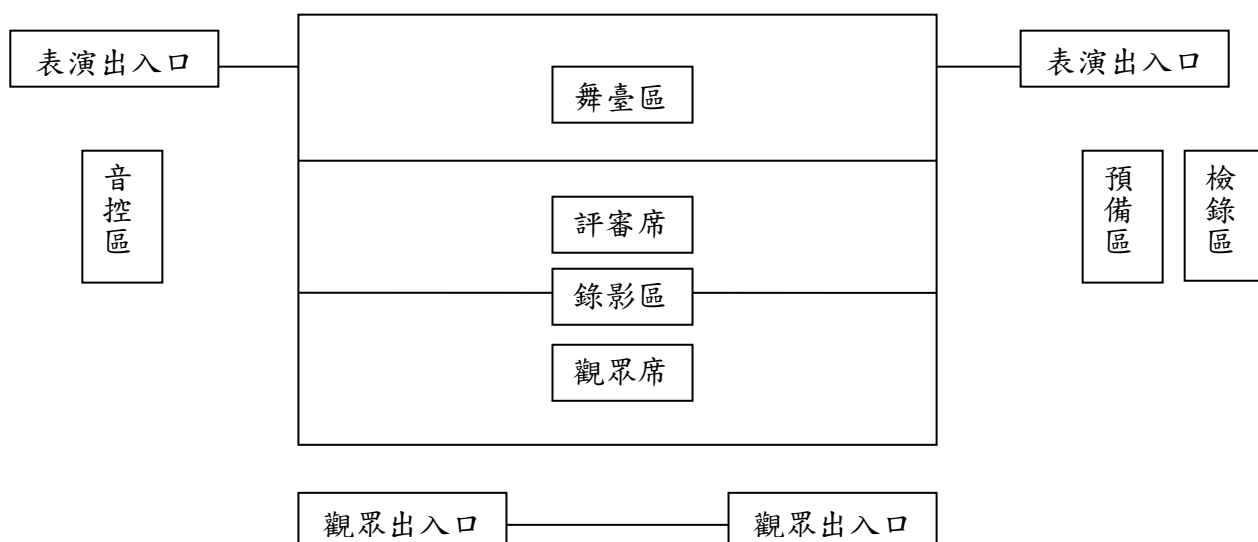 表演出入口
表演出入口
舞臺區
音控區
預備區
檢錄區
評審席
錄影區
觀眾席
觀眾出入口
觀眾出入口